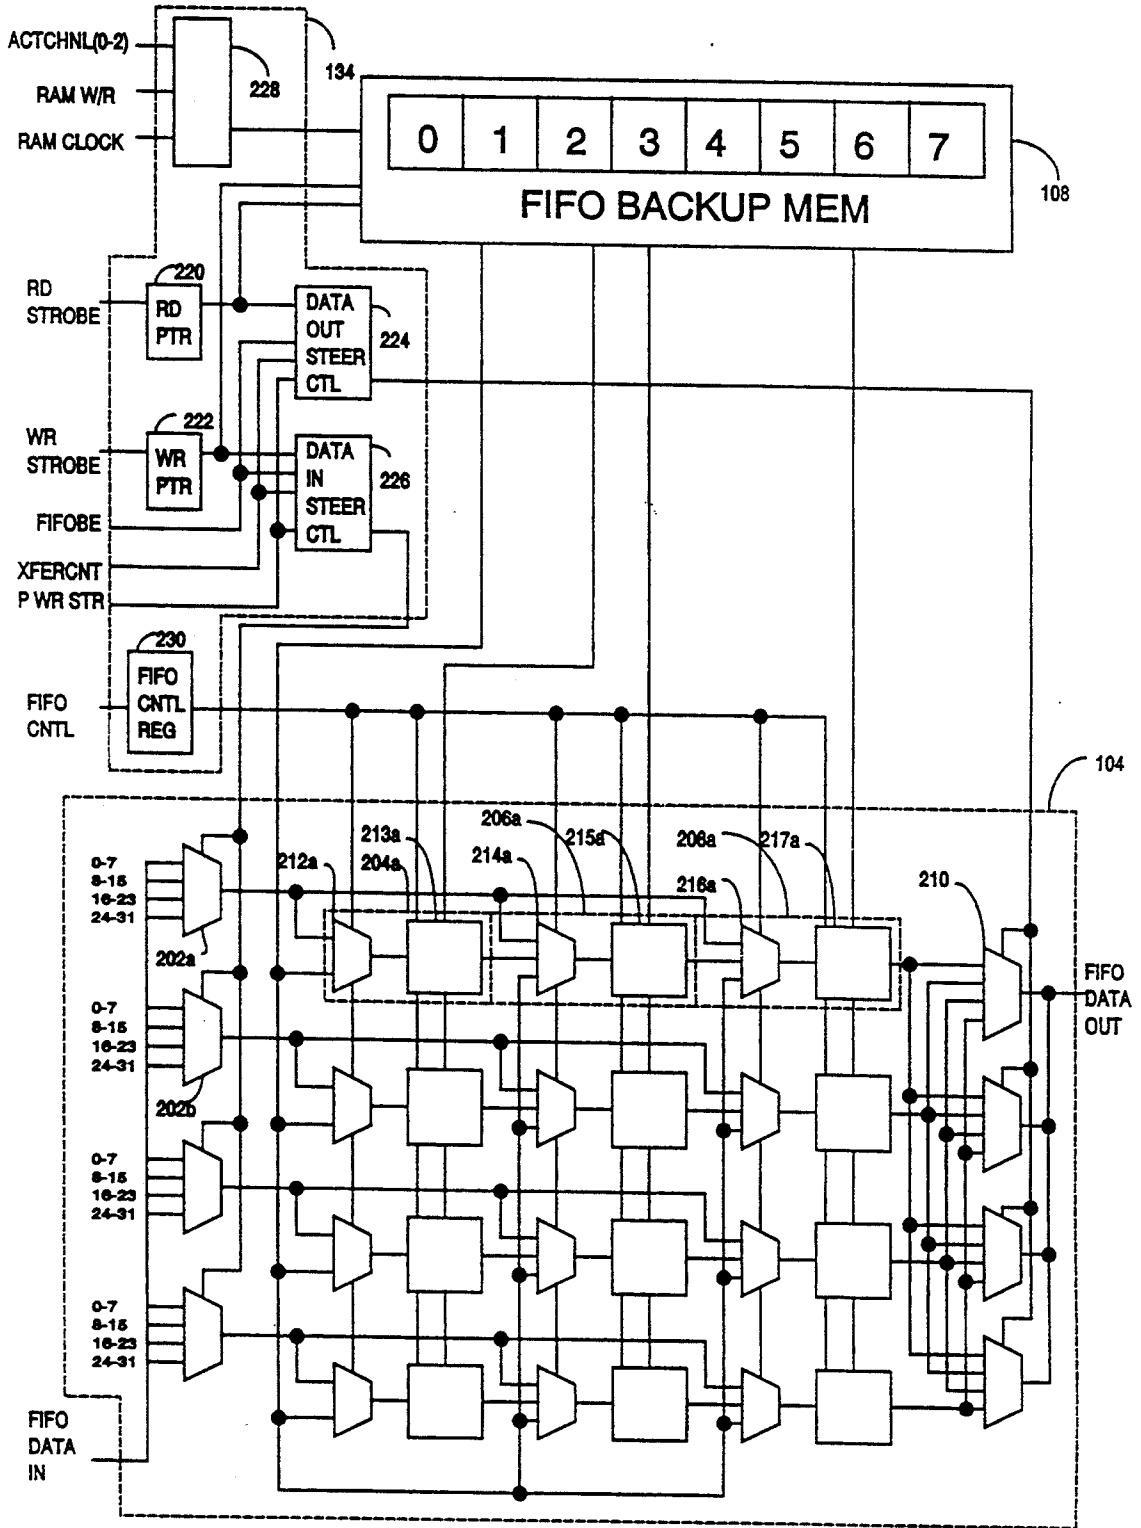 ACTCHNL(0-2)
RAM W/R
RAM CLOCK
228
134
0 1 2 3 4 5 6 7
FIFO BACKUP MEM
108
RD
STROBE
220
RD
PTR
DATA
OUT
STEER
CTL
224
WR
STROBE
222
WR
PTR
DATA
IN
STEER
CTL
226
FIFOBE
XFERCNT
P WR STR
230
FIFO
CNTL
REG
FIFO
CNTL
104
212a
213a
204a
206a
214a
215a
206a
216a
217a
210
0-7
8-15
16-23
24-31
202a
0-7
8-15
16-23
24-31
202b
0-7
8-15
16-23
24-31
0-7
8-15
16-23
24-31
FIFO
DATA
OUT
FIFO
DATA
IN